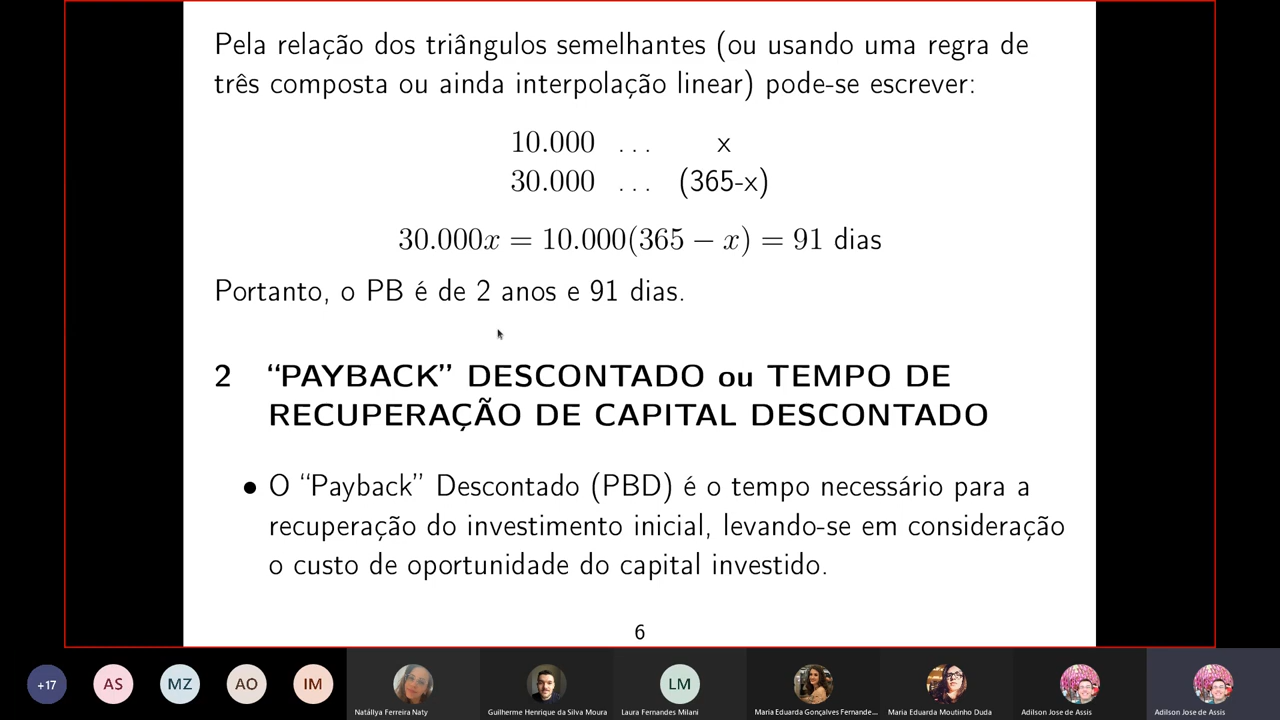 Pela relação dos triângulos semelhantes (ou usando uma regra de
três composta ou ainda interpolação linear) pode-se escrever:
10.000 ... x
30.000 ... (365-x)
30.000x = 10.000(365 − x) = 91 dias
Portanto, o PB é de 2 anos e 91 dias.
2 “PAYBACK” DESCONTADO ou TEMPO DE
RECUPERAÇÃO DE CAPITAL DESCONTADO
• O “Payback” Descontado (PBD) é o tempo necessário para a
recuperação do investimento inicial, levando-se em consideração
o custo de oportunidade do capital investido.
6
+17 AS MZ AO IM LM
Natállya Ferreira Naty
Guilherme Henrique da Silva Moura
Laura Fernandes Milani
Maria Eduarda Gonçalves Fernande...
Maria Eduarda Moutinho Duda
Adilson Jose de Assis
Adilson Jose de Assis